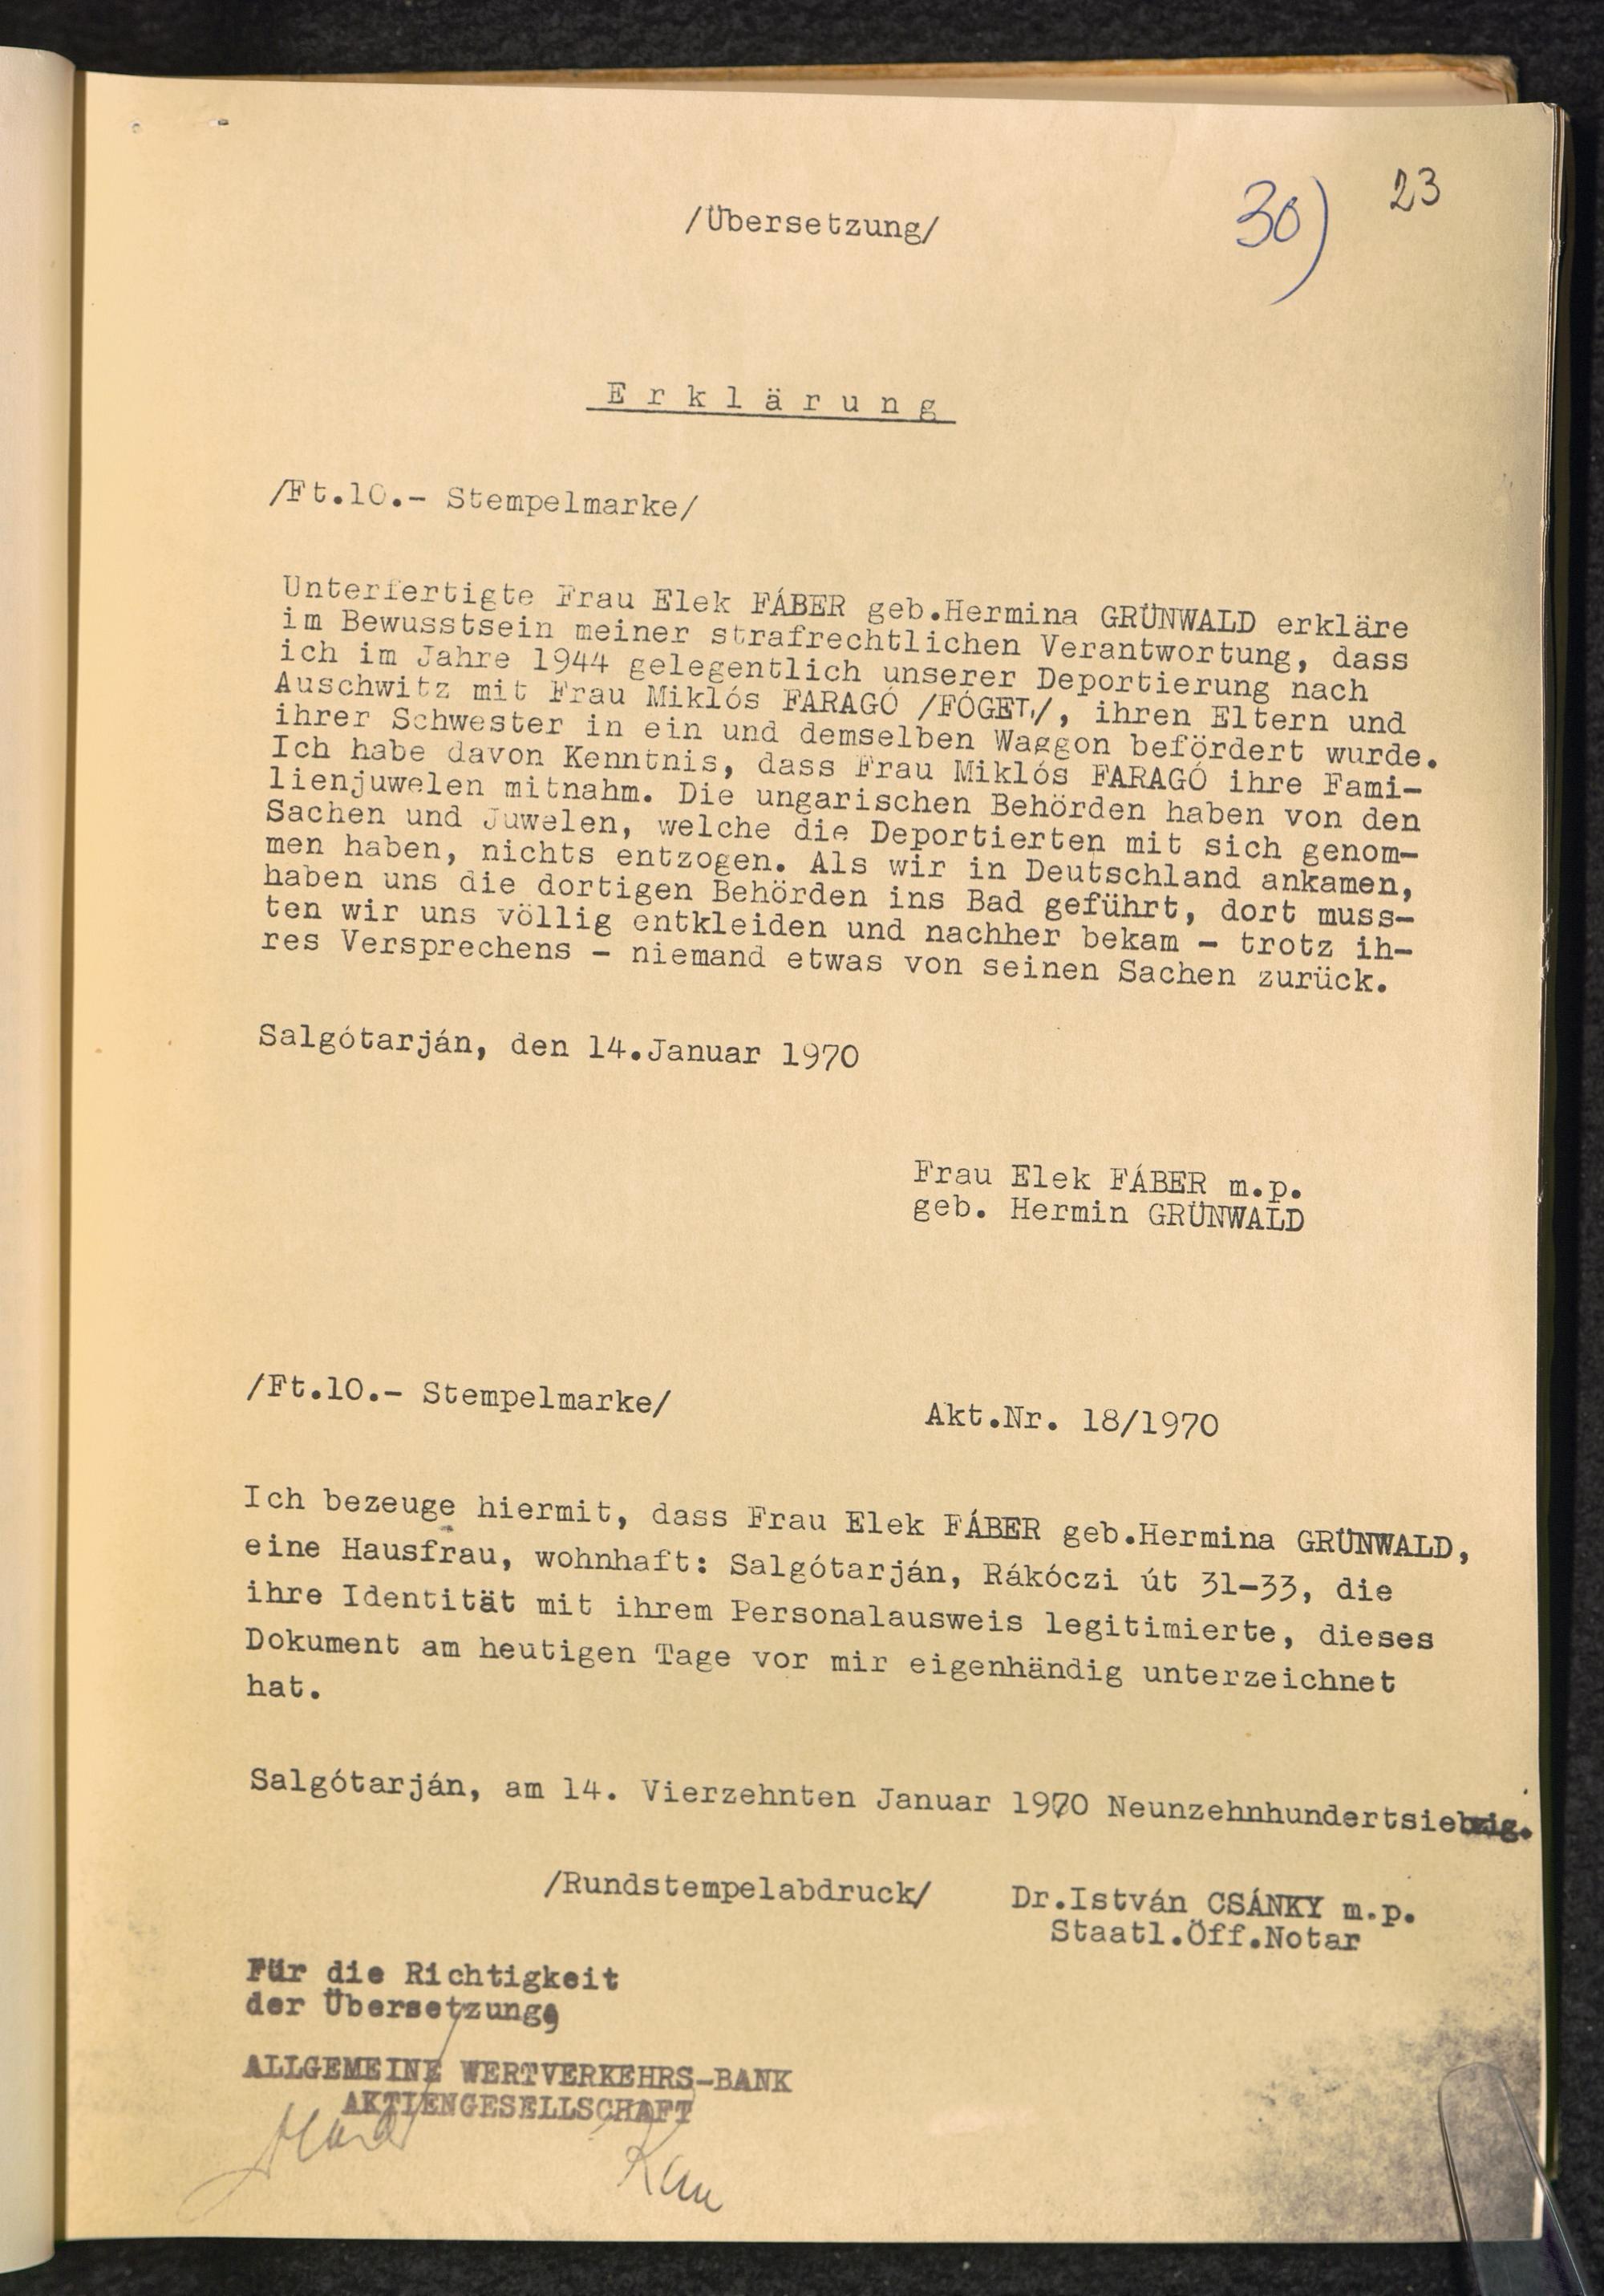 23
30)
/Übersetzung/
Erklärung
/Ft.10.- Stempelmarke/
Unterfertigte Frau Elek FÁBER geb.Hermina GRÜNWALD erkläre
im Bewusstsein meiner strafrechtlichen Verantwortung, dass
ich im Jahre 1944 gelegentlich unserer Deportierung nach
Auschwitz mit Frau Miklós FARAGÓ /FÓGEL/, ihren Eltern und
ihrer Schwester in ein und demselben Waggon befördert wurde.
Ich habe davon Kenntnis, dass Frau Miklós FARAGÓ ihre Fami-
lienjuwelen mitnahm. Die ungarischen Behörden haben von den
Sachen und Juwelen, welche die Deportierten mit sich genom-
men haben, nichts entzogen. Als wir in Deutschland ankamen,
haben uns die dortigen Behörden ins Bad geführt, dort muss-
ten wir uns völlig entkleiden und nachher bekam - trotz ih-
res Versprechens - niemand etwas von seinen Sachen zurück.
Salgótarján, den 14.Januar 1970
Frau Elek FÁBER m.p.
geb. Hermin GRÜNWALD
/Ft.10.- Stempelmarke/
Akt.Nr. 18/1970
Ich bezeuge hiermit, dass Frau Elek FÁBER geb.Hermina GRÜNWALD,
eine Hausfrau, wohnhaft: Salgótarján, Rákóczi út 31-33, die
ihre Identität mit ihrem Personalausweis legitimierte, dieses
Dokument am heutigen Tage vor mir eigenhändig unterzeichnet
hat.
Salgótarján, am 14. Vierzehnten Januar 1970 Neunzehnhundertsiebzig.
/Rundstempelabdruck/ Dr.István CSÁNKY m.p.
Staatl.Öff.Notar
Für die Richtigkeit
der Übersetzung,
ALLGEMEINE WERTVERKEHRS-BANK
AKTIENGESELLSCHAFT